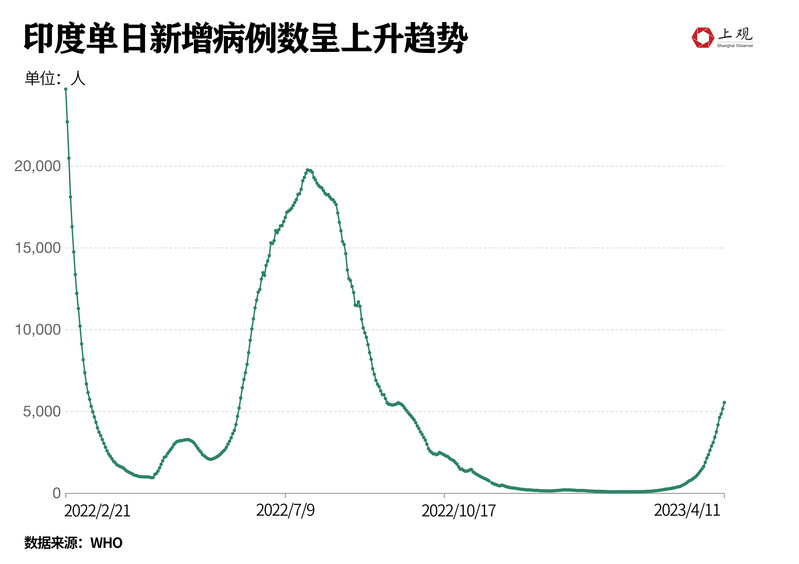 印度单日新增病例数呈上升趋势
上观
Shanghai Observer
单位：人
20,000
15,000
10,000
5,000
0
2022/2/21
2022/7/9
2022/10/17
2023/4/11
数据来源：WHO